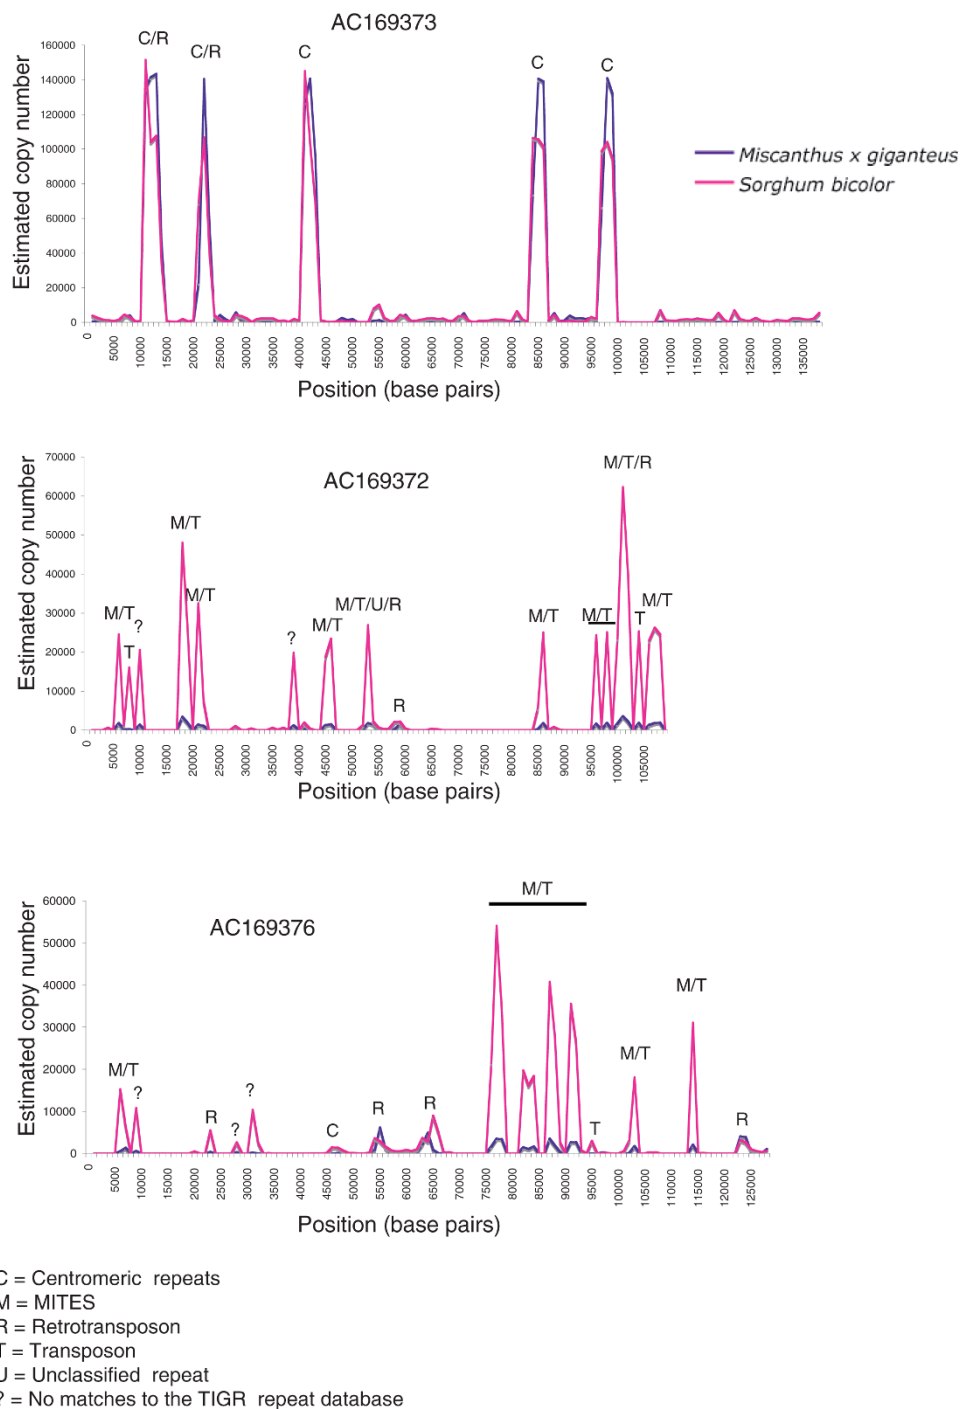 AC169373
Estimated copy number
160000
140000
120000
100000
80000
60000
40000
20000
0
C/R
C/R
C
C
C
Miscanthus x giganteus
Sorghum bicolor
0
5000
10000
15000
20000
25000
30000
35000
40000
45000
50000
55000
60000
65000
70000
75000
80000
85000
90000
95000
100000
105000
110000
115000
120000
125000
130000
135000
Position (base pairs)
AC169372
Estimated copy number
70000
60000
50000
40000
30000
20000
10000
0
M/T
T
?
M/T
M/T
?
M/T
M/T/U/R
R
M/T
M/T
M/T/R
T
M/T
0
5000
10000
15000
20000
25000
30000
35000
40000
45000
50000
55000
60000
65000
70000
75000
80000
85000
90000
95000
100000
105000
Position (base pairs)
AC169376
Estimated copy number
60000
50000
40000
30000
20000
10000
0
M/T
?
R
?
?
C
R
R
M/T
T
M/T
M/T
R
0
5000
10000
15000
20000
25000
30000
35000
40000
45000
50000
55000
60000
65000
70000
75000
80000
85000
90000
95000
100000
105000
110000
115000
120000
125000
Position (base pairs)
C = Centromeric repeats
M = MITES
R = Retrotransposon
T = Transposon
U = Unclassified repeat
? = No matches to the TIGR repeat database